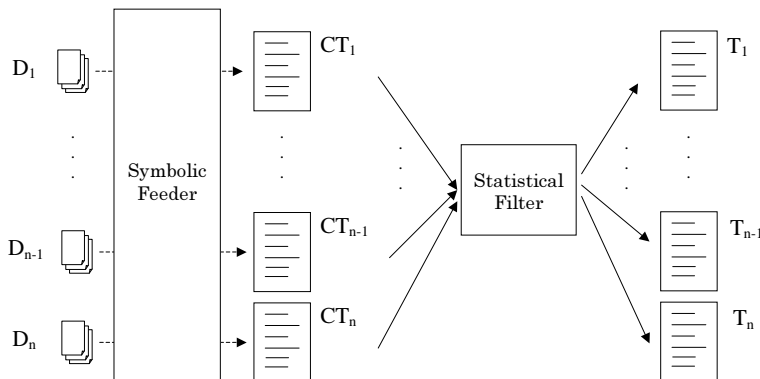 D1
CT1
T1
Symbolic
Feeder
Statistical
Filter
Dn-1
CTn-1
Tn-1
Dn
CTn
Tn